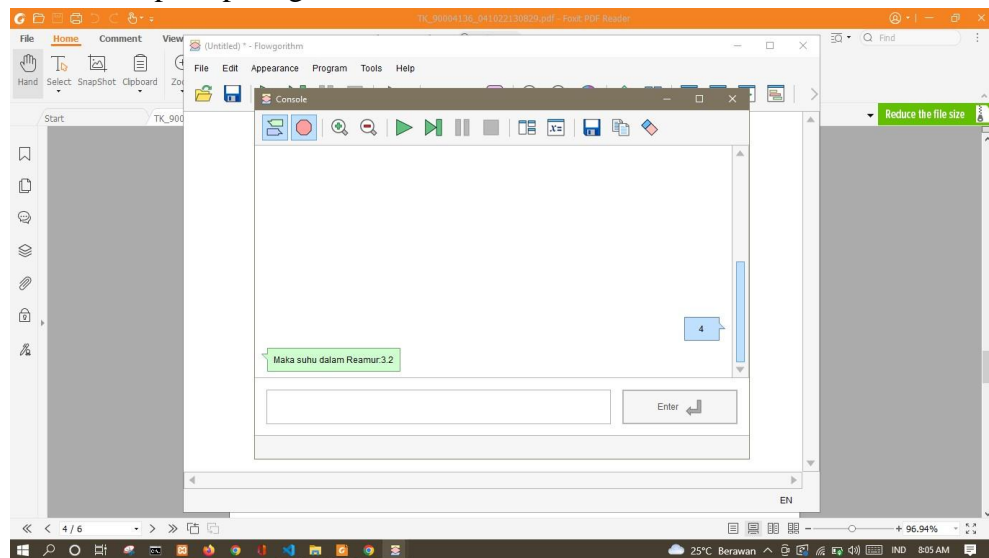 TK_90004136_041022130829.pdf - Foxit PDF Reader
File Home Comment View
Find
Hand Select SnapShot Clipboard
Start
Reduce the file size
(Untitled) * - Flowgorithm
File Edit Appearance Program Tools Help
Console
x=
4
Maka suhu dalam Reamur:3.2
Enter
EN
4 / 6
+ 96.94%
25°C Berawan
IND 8:05 AM